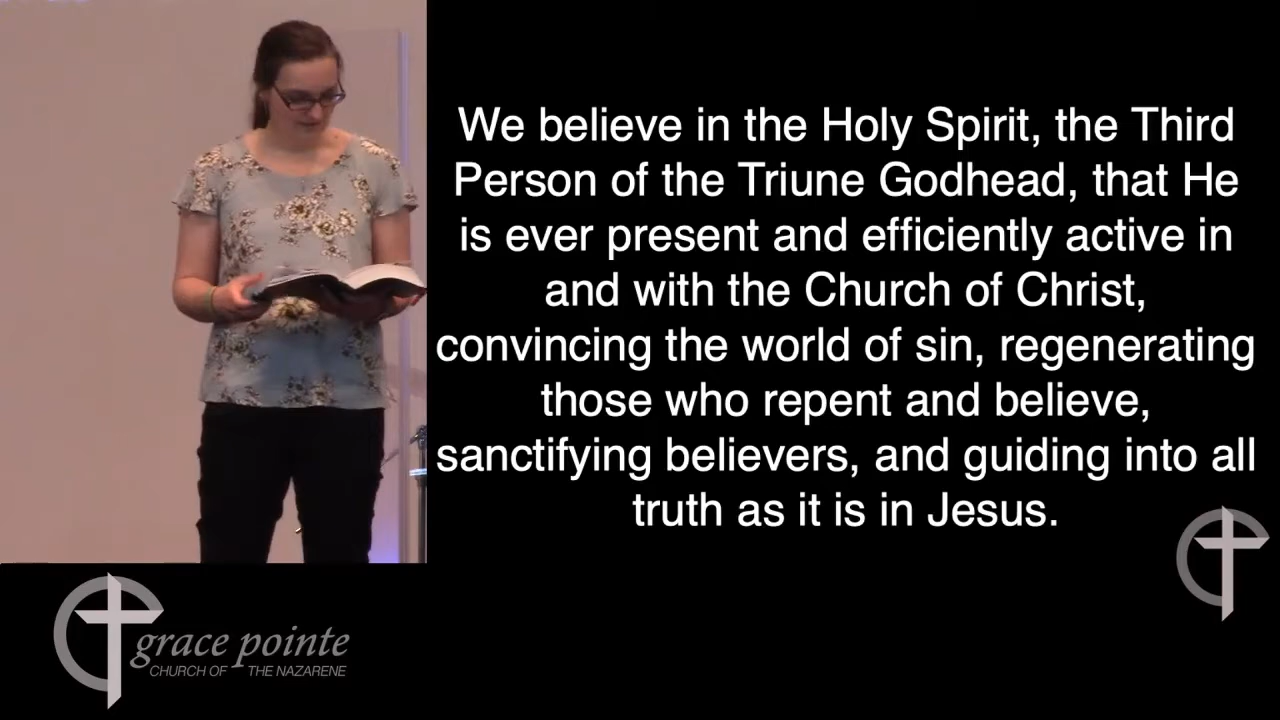 We believe in the Holy Spirit, the Third
Person of the Triune Godhead, that He
is ever present and efficiently active in
and with the Church of Christ,
convincing the world of sin, regenerating
those who repent and believe,
sanctifying believers, and guiding into all
truth as it is in Jesus.
grace pointe
CHURCH OF THE NAZARENE